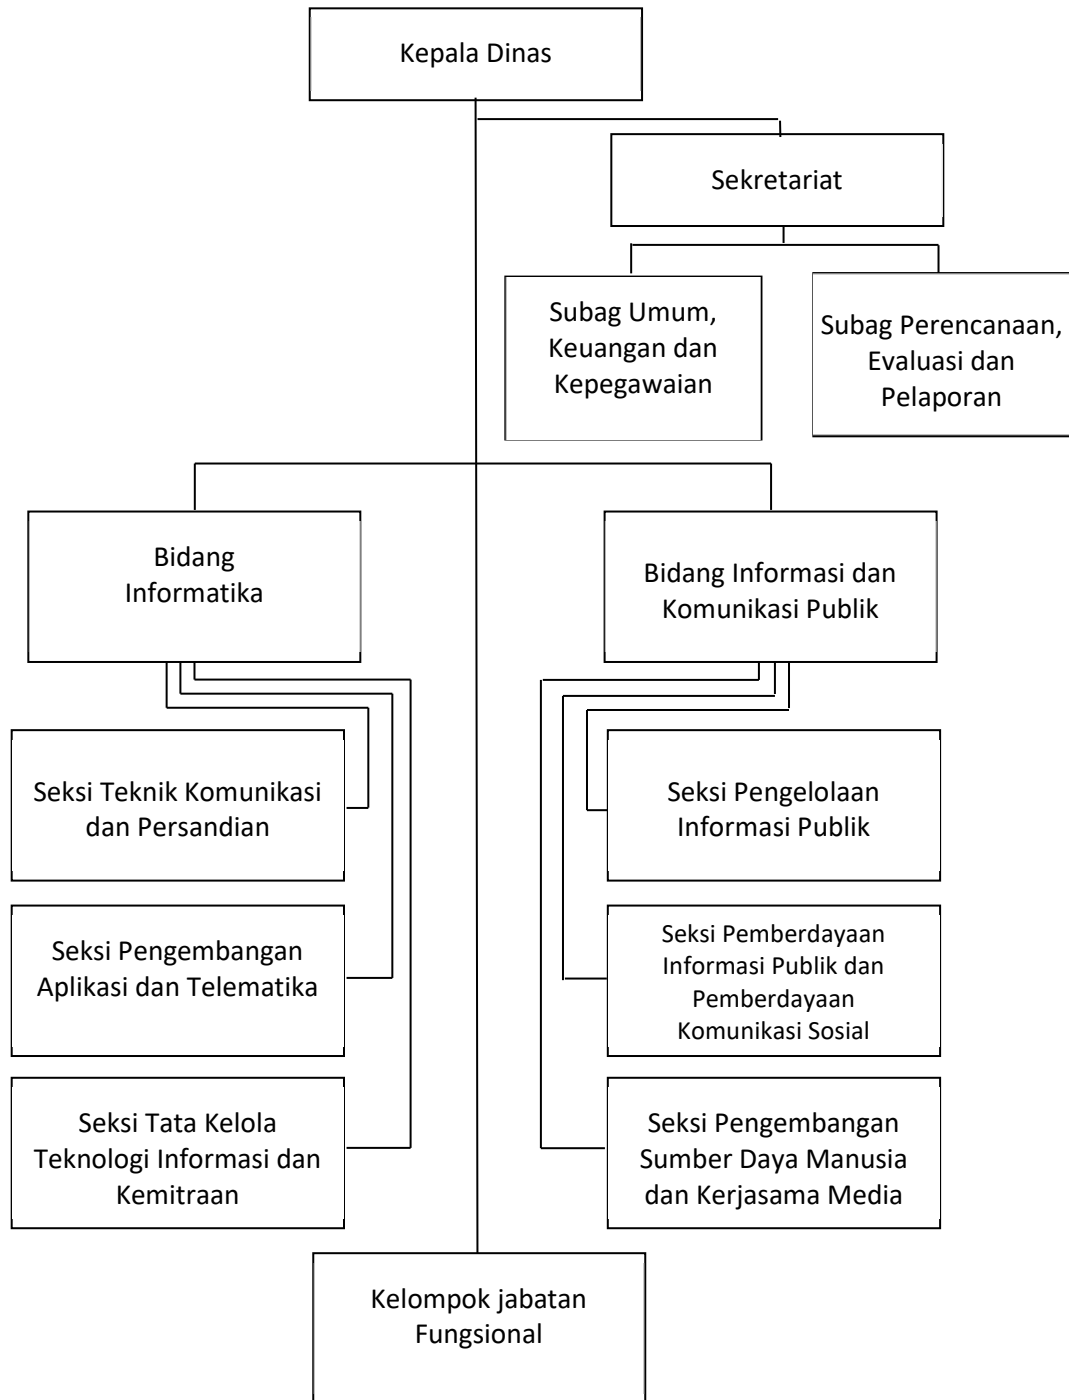 Kepala Dinas
Sekretariat
Subag Umum,
Keuangan dan
Kepegawaian
Subag Perencanaan,
Evaluasi dan
Pelaporan
Bidang
Informatika
Bidang Informasi dan
Komunikasi Publik
Seksi Teknik Komunikasi
dan Persandian
Seksi Pengelolaan
Informasi Publik
Seksi Pengembangan
Aplikasi dan Telematika
Seksi Pemberdayaan
Informasi Publik dan
Pemberdayaan
Komunikasi Sosial
Seksi Tata Kelola
Teknologi Informasi dan
Kemitraan
Seksi Pengembangan
Sumber Daya Manusia
dan Kerjasama Media
Kelompok jabatan
Fungsional